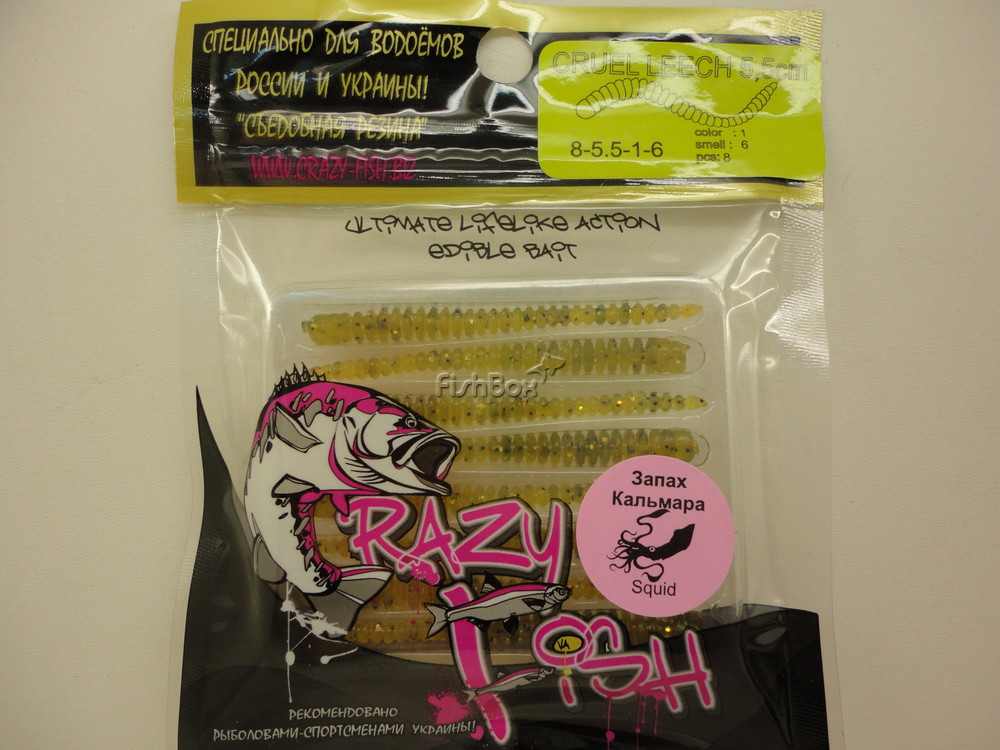 СПЕЦИАЛЬНО ДЛЯ ВОДОЁМОВ
РОССИИ И УКРАИНЫ!
"СЪЕДОБНАЯ РЕЗИНА"
WWW.CRAZY-FISH.BIZ
CRUEL LEECH 5,5cm
8-5.5-1-6
color : 1
smell : 6
pcs: 8
ULTIMATE LIFELIKE ACTION
EDIBLE BAIT
FishBox
Запах
Кальмара
Squid
CRAZY
FISH
РЕКОМЕНДОВАНО
РЫБОЛОВАМИ-СПОРТСМЕНАМИ УКРАИНЫ!